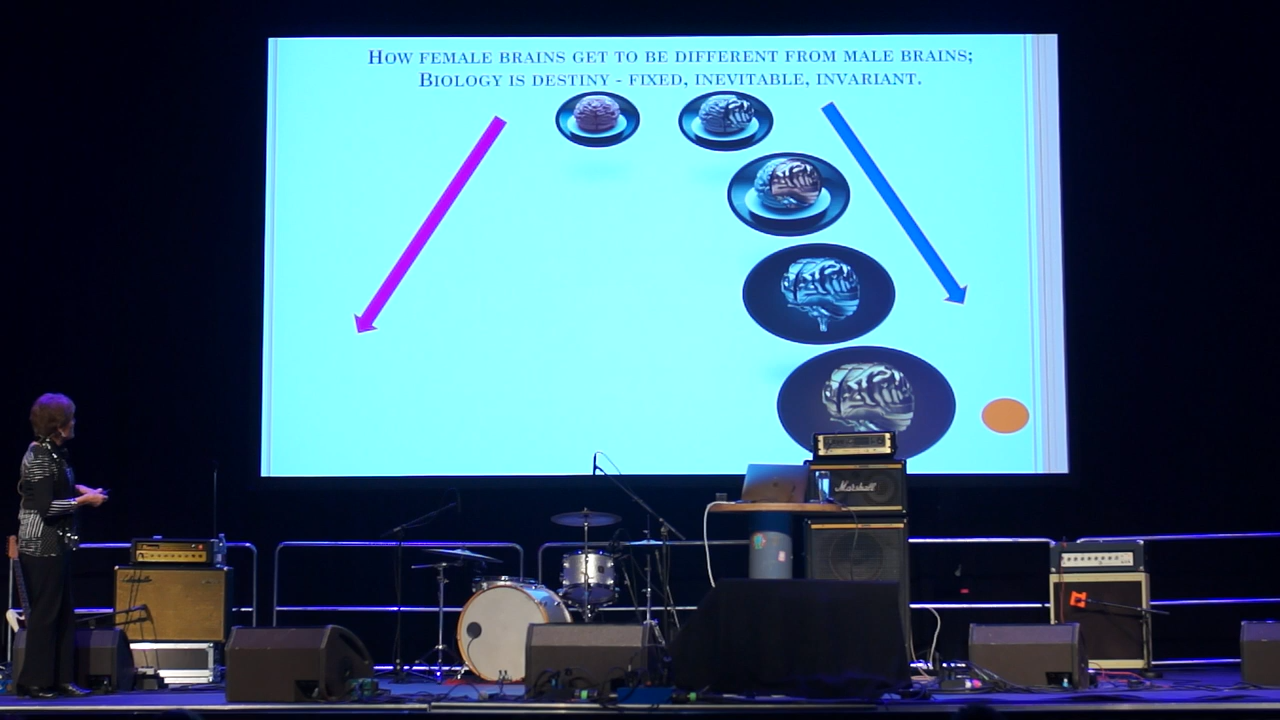 How female brains get to be different from male brains;
Biology is destiny - fixed, inevitable, invariant.
Marshall